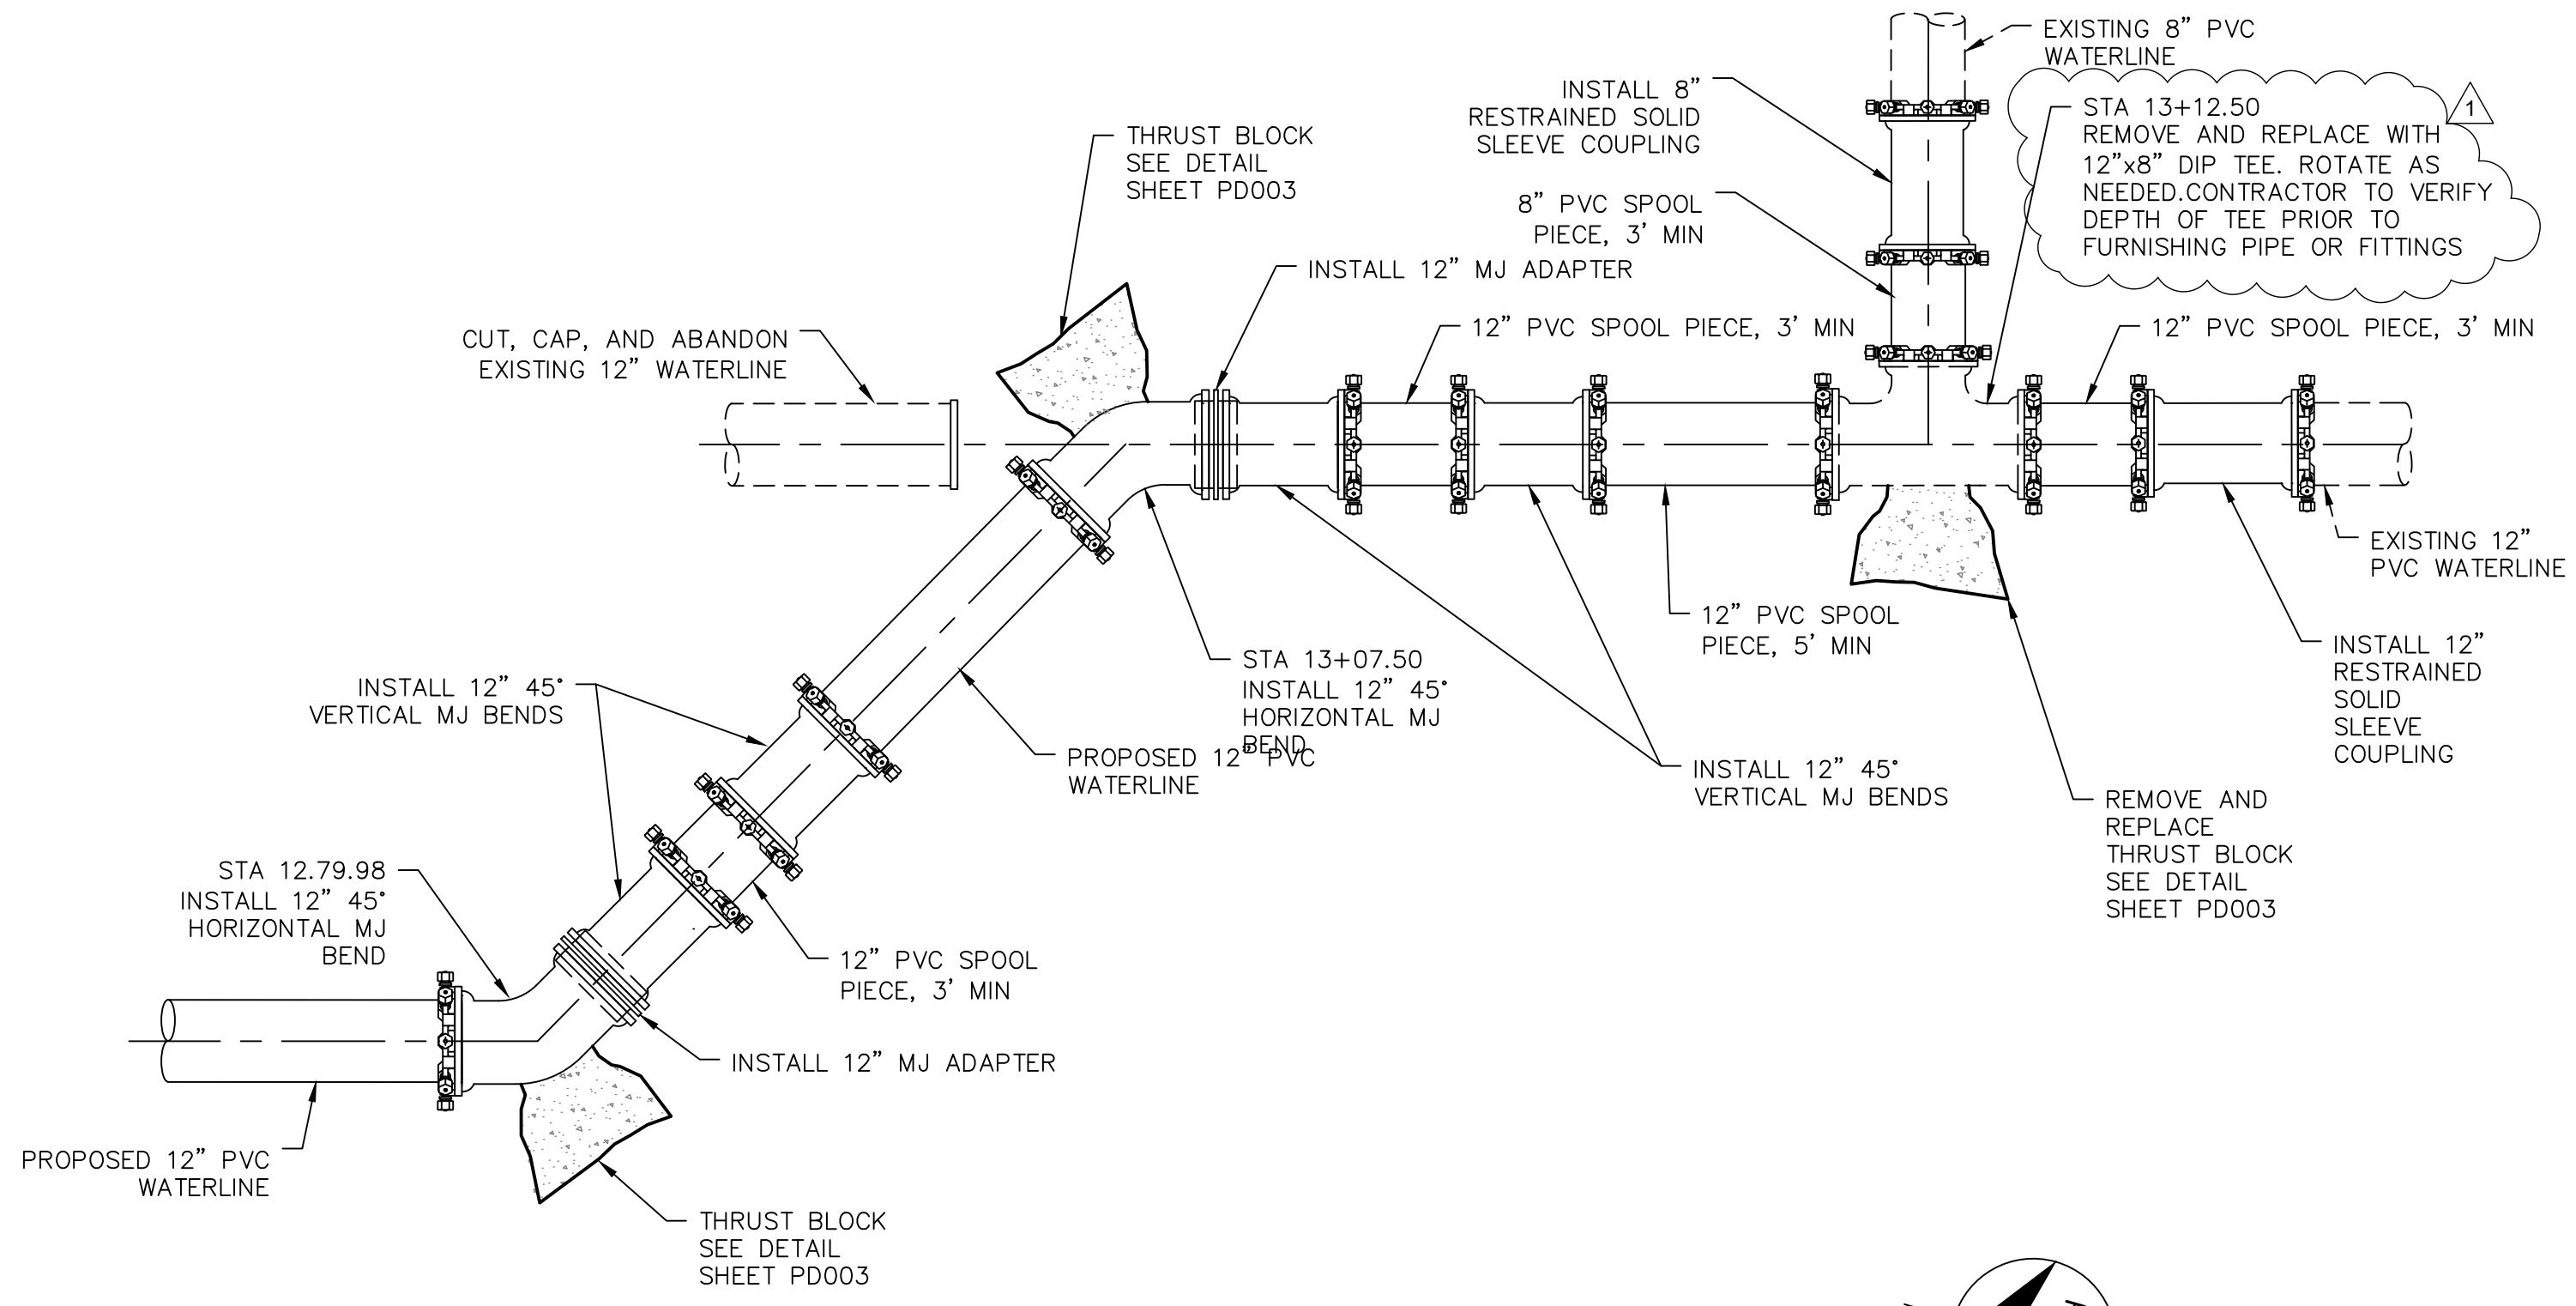 EXISTING 8" PVC
WATERLINE
INSTALL 8"
RESTRAINED SOLID
SLEEVE COUPLING
STA 13+12.50
REMOVE AND REPLACE WITH
12"x8" DIP TEE. ROTATE AS
NEEDED.CONTRACTOR TO VERIFY
DEPTH OF TEE PRIOR TO
FURNISHING PIPE OR FITTINGS
1
THRUST BLOCK
SEE DETAIL
SHEET PD003
8" PVC SPOOL
PIECE, 3' MIN
INSTALL 12" MJ ADAPTER
CUT, CAP, AND ABANDON
EXISTING 12" WATERLINE
12" PVC SPOOL PIECE, 3' MIN
12" PVC SPOOL PIECE, 3' MIN
EXISTING 12"
PVC WATERLINE
12" PVC SPOOL
PIECE, 5' MIN
INSTALL 12"
RESTRAINED
SOLID
SLEEVE
COUPLING
STA 13+07.50
INSTALL 12" 45°
HORIZONTAL MJ
BEND
INSTALL 12" 45°
VERTICAL MJ BENDS
PROPOSED 12" PVC
WATERLINE
INSTALL 12" 45°
VERTICAL MJ BENDS
REMOVE AND
REPLACE
THRUST BLOCK
SEE DETAIL
SHEET PD003
STA 12.79.98
INSTALL 12" 45°
HORIZONTAL MJ
BEND
12" PVC SPOOL
PIECE, 3' MIN
INSTALL 12" MJ ADAPTER
PROPOSED 12" PVC
WATERLINE
THRUST BLOCK
SEE DETAIL
SHEET PD003